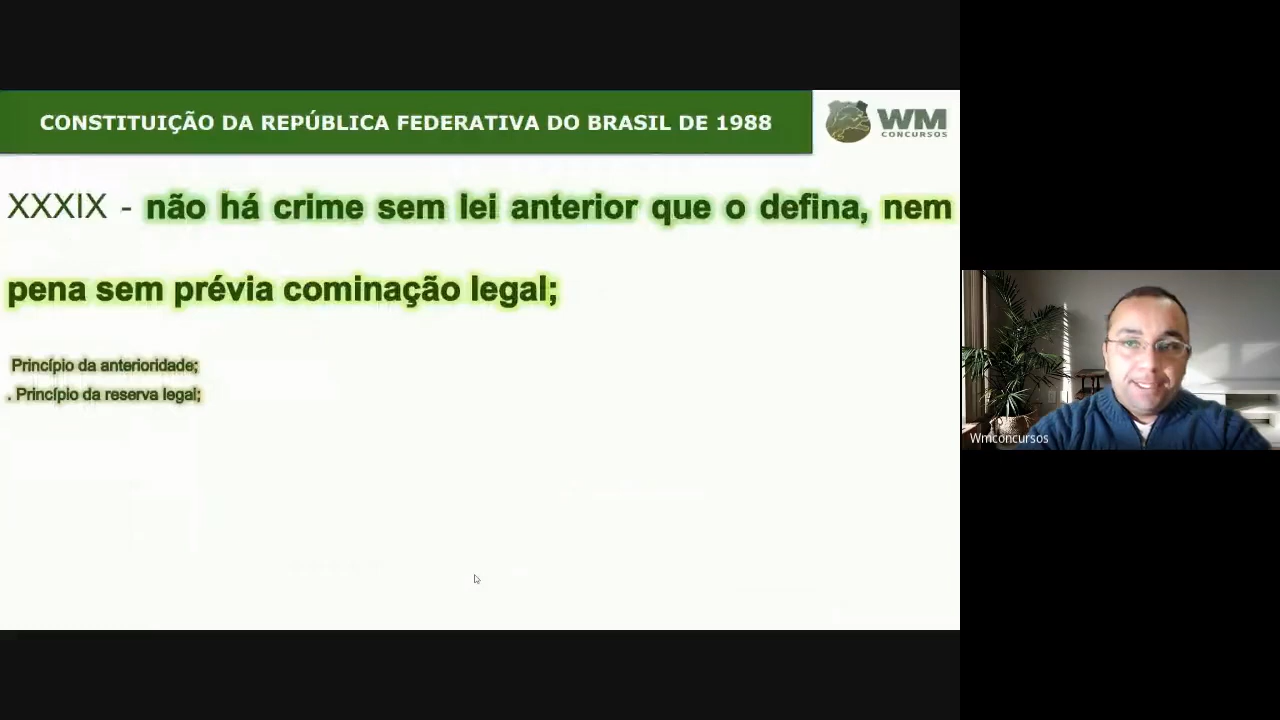 CONSTITUIÇÃO DA REPÚBLICA FEDERATIVA DO BRASIL DE 1988
WM
CONCURSOS
XXXIX - não há crime sem lei anterior que o defina, nem
pena sem prévia cominação legal;
Princípio da anterioridade;
. Princípio da reserva legal;
Wmconcursos